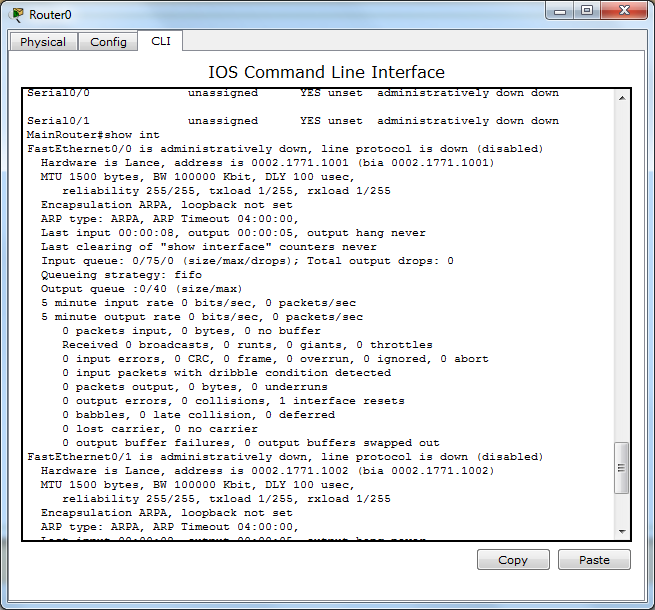 Router0
Physical Config CLI
IOS Command Line Interface
Serial0/0 unassigned YES unset administratively down down
Serial0/1 unassigned YES unset administratively down down
MainRouter#show int
FastEthernet0/0 is administratively down, line protocol is down (disabled)
Hardware is Lance, address is 0002.1771.1001 (bia 0002.1771.1001)
MTU 1500 bytes, BW 100000 Kbit, DLY 100 usec,
reliability 255/255, txload 1/255, rxload 1/255
Encapsulation ARPA, loopback not set
ARP type: ARPA, ARP Timeout 04:00:00,
Last input 00:00:08, output 00:00:05, output hang never
Last clearing of "show interface" counters never
Input queue: 0/75/0 (size/max/drops); Total output drops: 0
Queueing strategy: fifo
Output queue :0/40 (size/max)
5 minute input rate 0 bits/sec, 0 packets/sec
5 minute output rate 0 bits/sec, 0 packets/sec
0 packets input, 0 bytes, 0 no buffer
Received 0 broadcasts, 0 runts, 0 giants, 0 throttles
0 input errors, 0 CRC, 0 frame, 0 overrun, 0 ignored, 0 abort
0 input packets with dribble condition detected
0 packets output, 0 bytes, 0 underruns
0 output errors, 0 collisions, 1 interface resets
0 babbles, 0 late collision, 0 deferred
0 lost carrier, 0 no carrier
0 output buffer failures, 0 output buffers swapped out
FastEthernet0/1 is administratively down, line protocol is down (disabled)
Hardware is Lance, address is 0002.1771.1002 (bia 0002.1771.1002)
MTU 1500 bytes, BW 100000 Kbit, DLY 100 usec,
reliability 255/255, txload 1/255, rxload 1/255
Encapsulation ARPA, loopback not set
ARP type: ARPA, ARP Timeout 04:00:00,
Last input 00:00:08, output 00:00:05, output hang never
Copy Paste